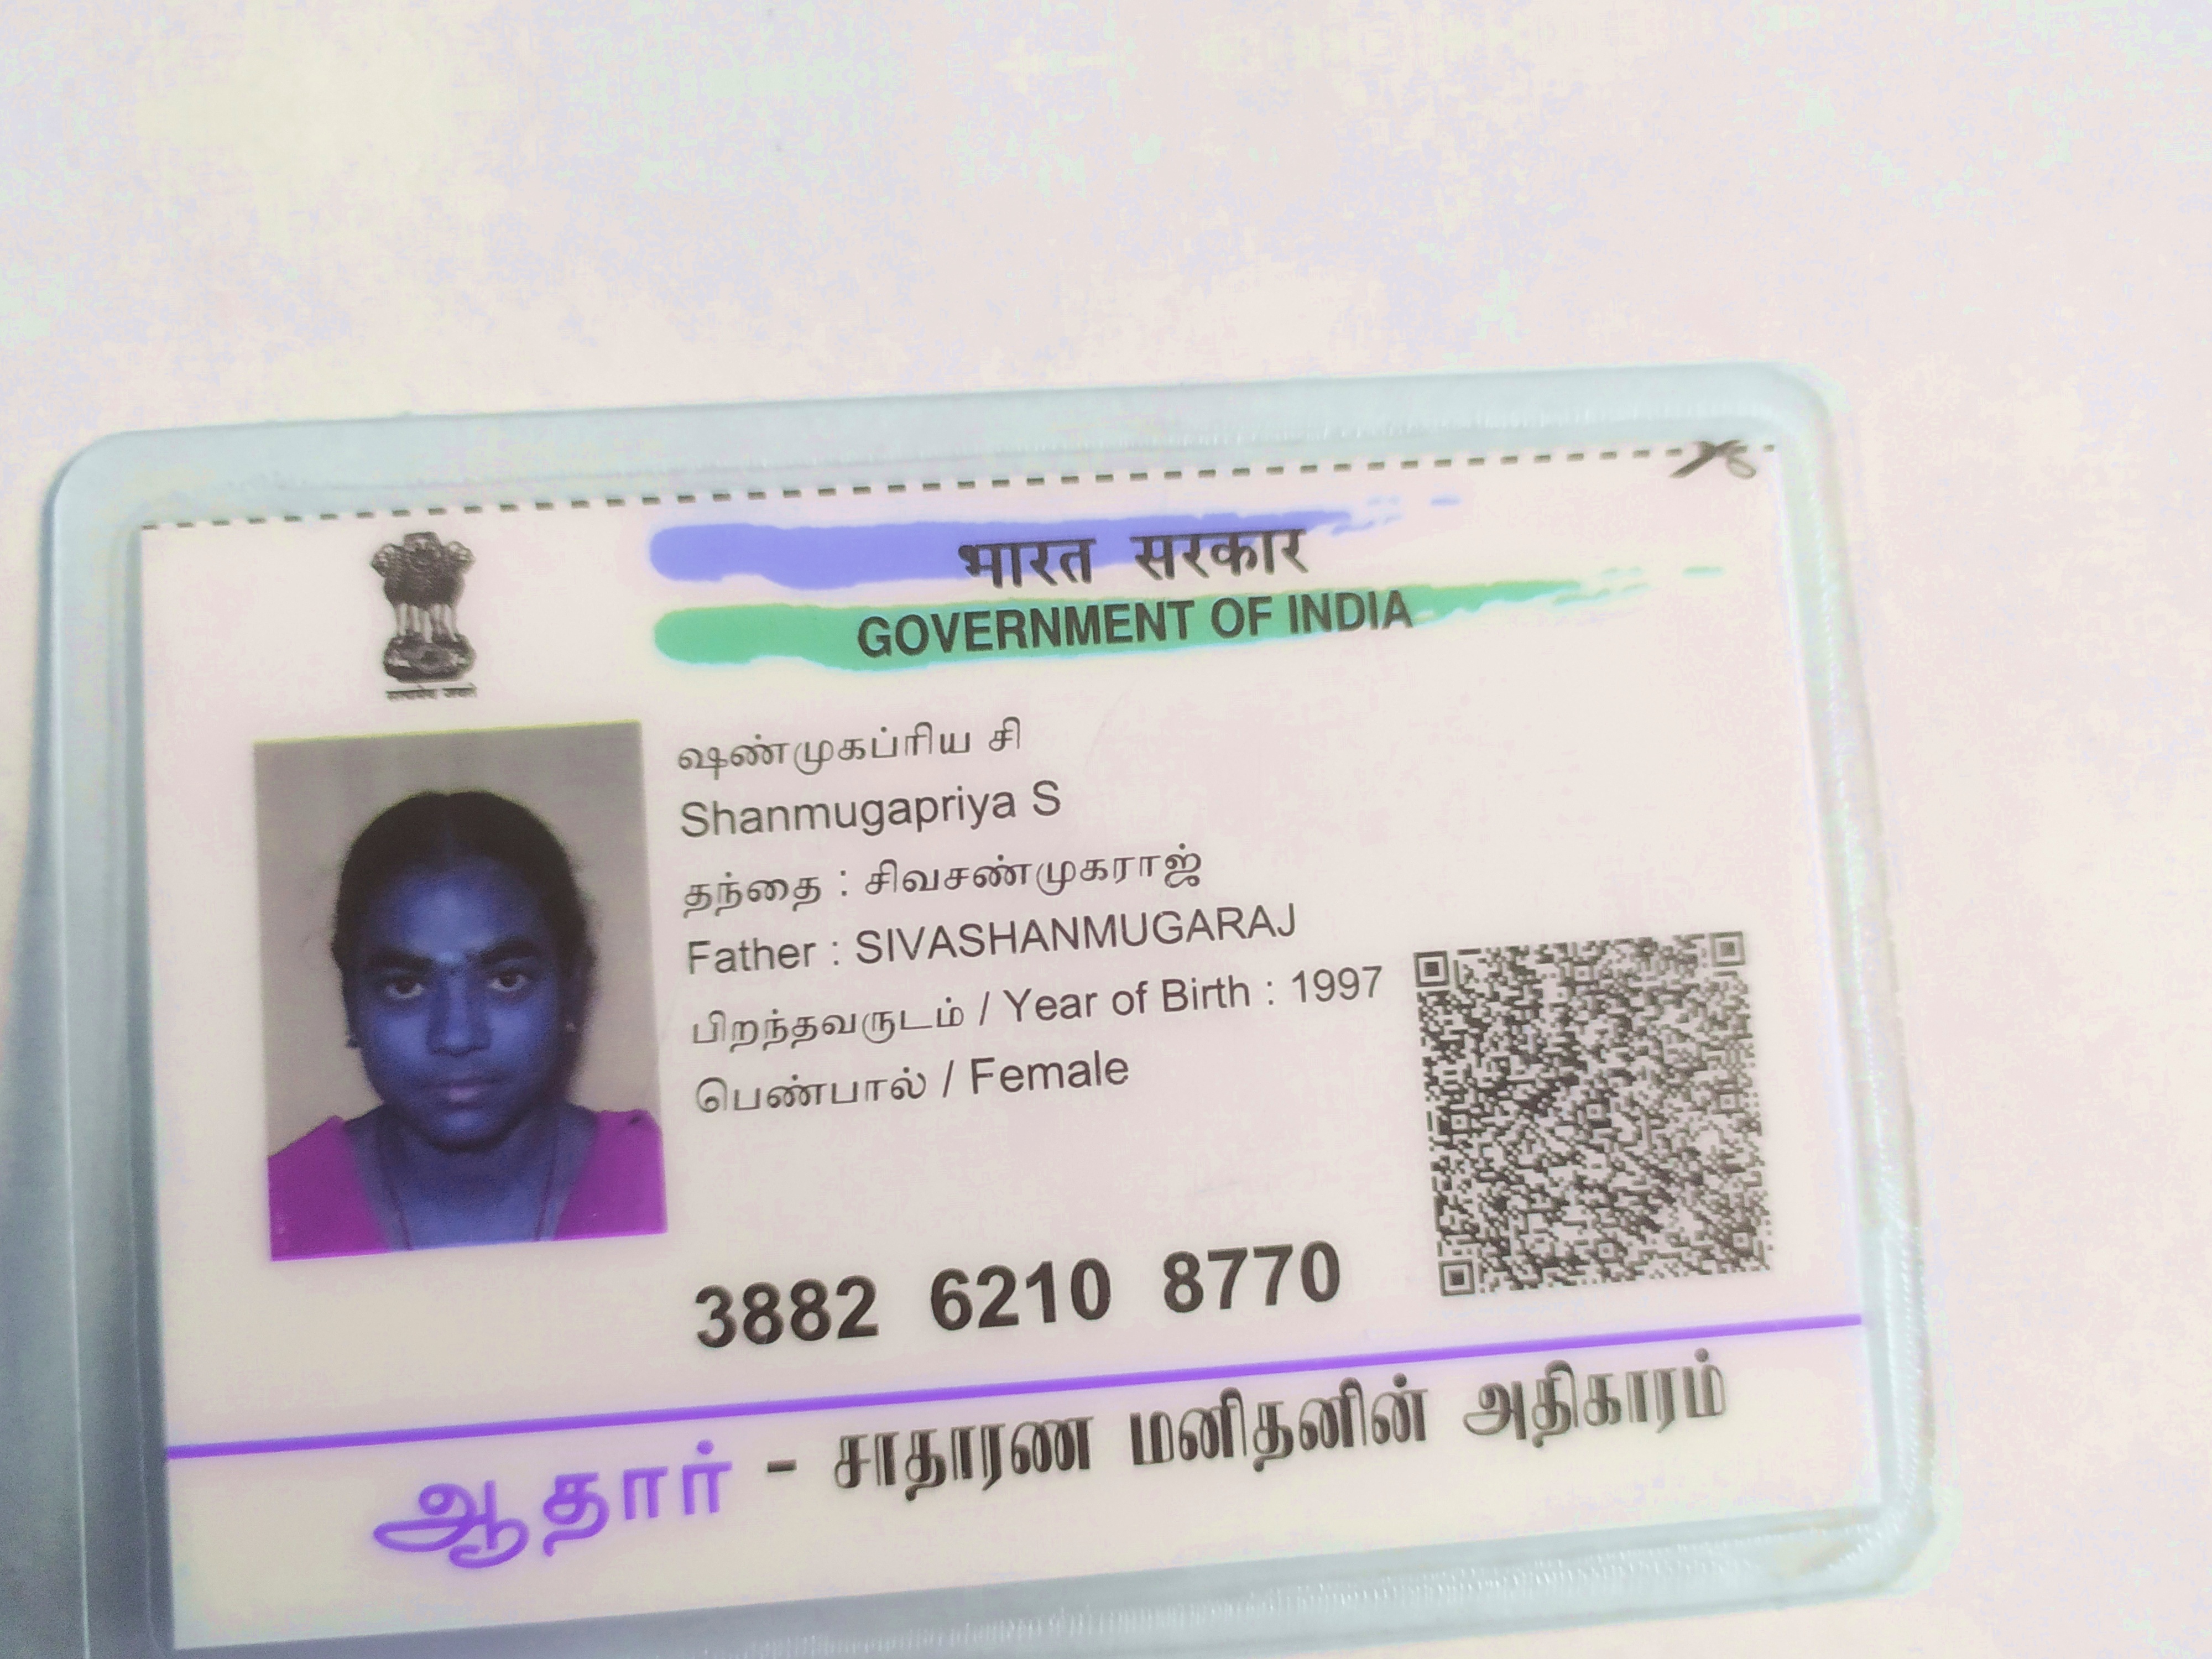 भारत सरकार
GOVERNMENT OF INDIA
सत्यमेव जयते
ஷண்முகப்ரிய சி
Shanmugapriya S
தந்தை : சிவசண்முகராஜ்
Father : SIVASHANMUGARAJ
பிறந்தவருடம் / Year of Birth : 1997
பெண்பால் / Female
3882 6210 8770
ஆதார் - சாதாரண மனிதனின் அதிகாரம்